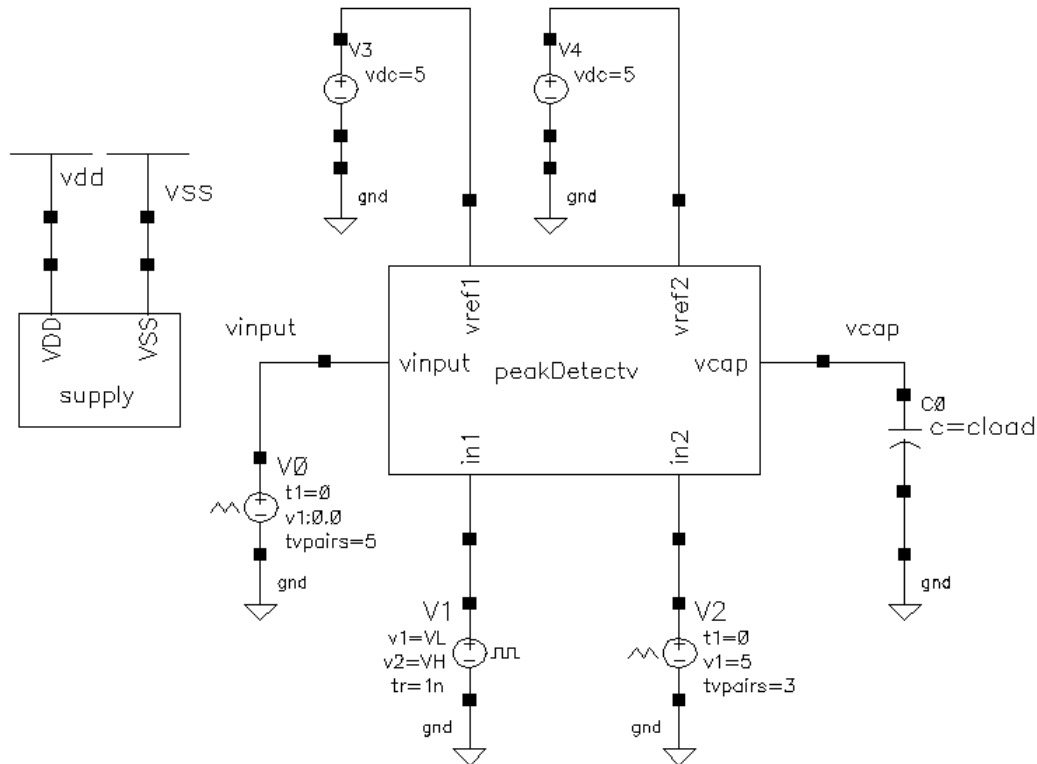 V3
vdc=5
gnd
V4
vdc=5
gnd
vdd
VSS
VDD
VSS
supply
vref1
vref2
vinput
vinput
peakDetectv
vcap
vcap
in1
in2
C0
c=cload
gnd
V0
t1=0
v1:0.0
tvpairs=5
gnd
V1
v1=VL
v2=VH
tr=1n
gnd
V2
t1=0
v1=5
tvpairs=3
gnd